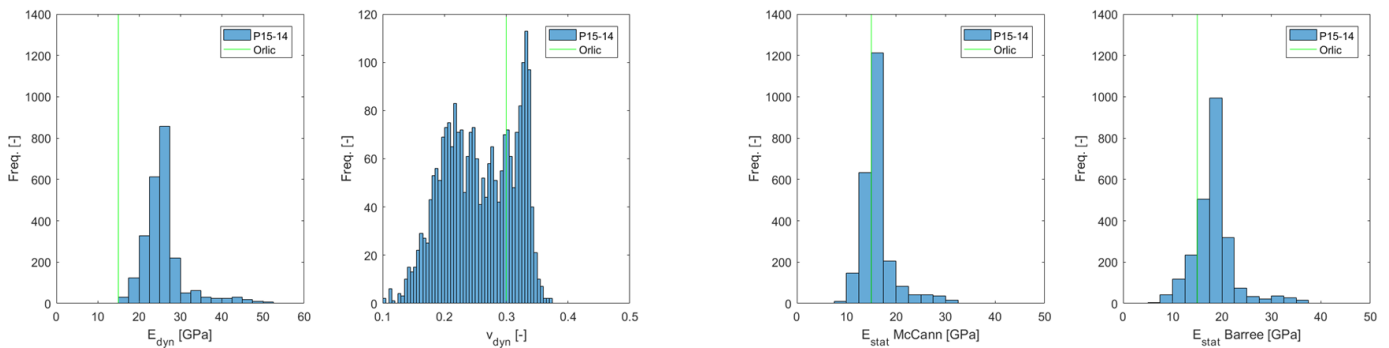 1400
1200
1000
800
600
400
200
0
Freq. [-]
0 10 20 30 40 50 60
E_dyn [GPa]
P15-14
Orlic
120
100
80
60
40
20
0
Freq. [-]
0.1 0.2 0.3 0.4 0.5
v_dyn [-]
P15-14
Orlic
1400
1200
1000
800
600
400
200
0
Freq. [-]
0 10 20 30 40 50
E_stat McCann [GPa]
P15-14
Orlic
1400
1200
1000
800
600
400
200
0
Freq. [-]
0 10 20 30 40 50
E_stat Barree [GPa]
P15-14
Orlic